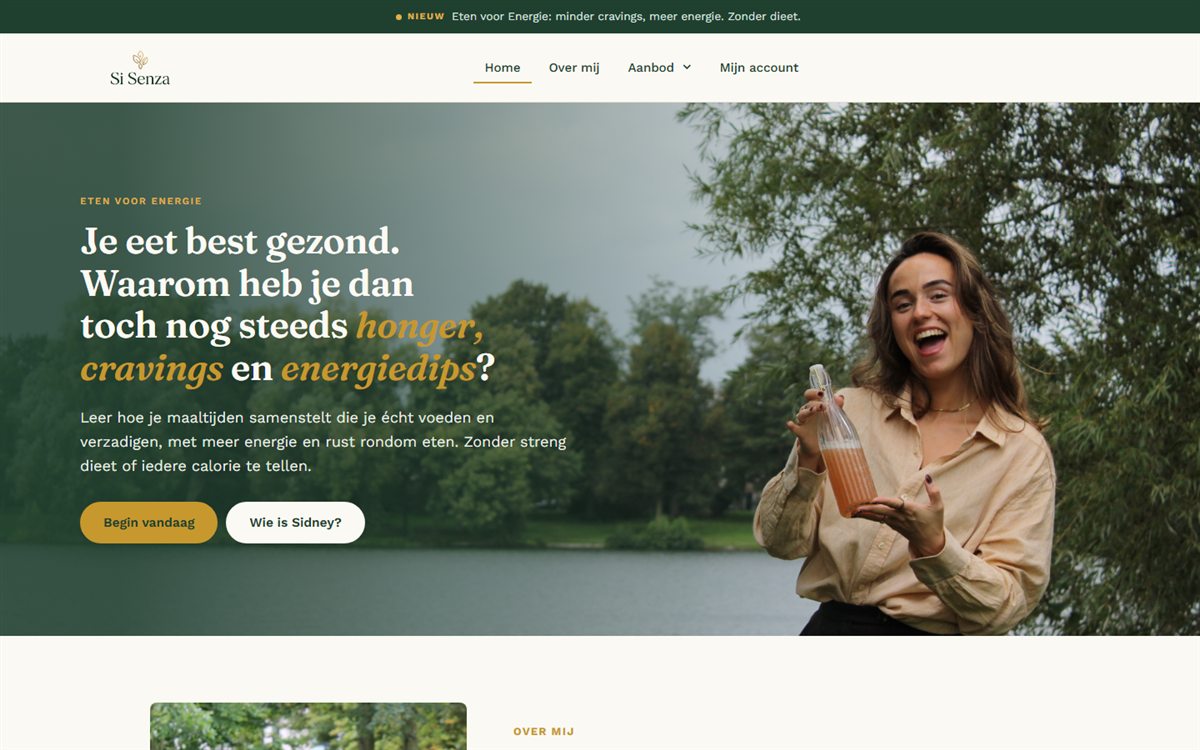 NIEUW Eten voor Energie: minder cravings, meer energie. Zonder dieet.
Si Senza
Home Over mij Aanbod Mijn account
ETEN VOOR ENERGIE
Je eet best gezond.
Waarom heb je dan
toch nog steeds honger,
cravings en energiedips?
Leer hoe je maaltijden samenstelt die je écht voeden en
verzadigen, met meer energie en rust rondom eten. Zonder streng
dieet of iedere calorie te tellen.
Begin vandaag Wie is Sidney?
OVER MIJ